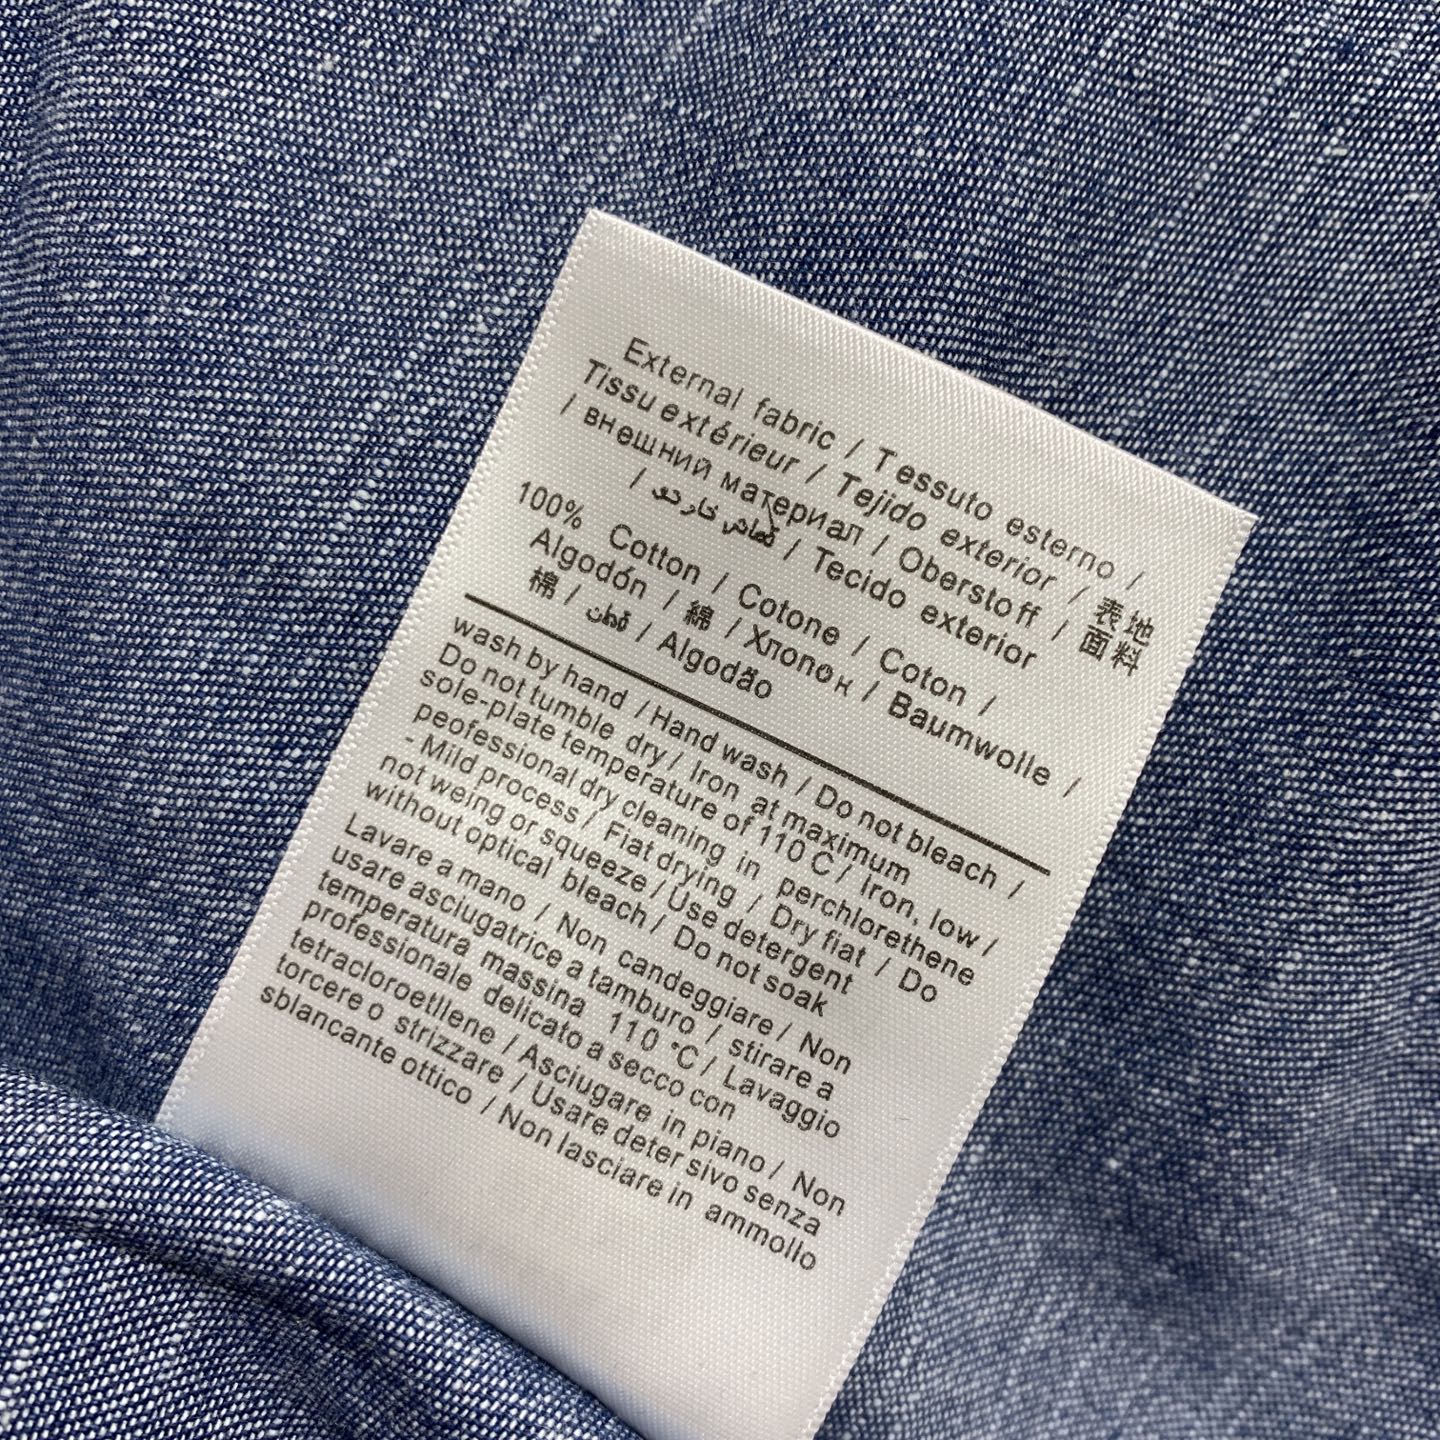 External fabric / Tessuto esterno /
Tissu extérieur / Tejido exterior / 表地
/ внешний материал / Oberstoff / 面料
/ قماش خارجي / Tecido exterior
100% Cotton / Cotone / Coton /
Algodón / 綿 / Хлопок / Baumwolle /
棉 / قطن / Algodão
wash by hand / Hand wash / Do not bleach /
Do not tumble dry / Iron at maximum
sole-plate temperature of 110 C / Iron, low /
peofessional dry cleaning in perchlorethene
- Mild process / Fiat drying / Dry fiat / Do
not weing or squeeze / Use detergent
without optical bleach / Do not soak
Lavare a mano / Non candeggiare / Non
usare asciugatrice a tamburo / stirare a
temperatura massina 110 °C / Lavaggio
professionale delicato a secco con
tetracloroetllene / Asciugare in piano / Non
torcere o strizzare / Usare deter sivo senza
sblancante ottico / Non lasciare in ammollo